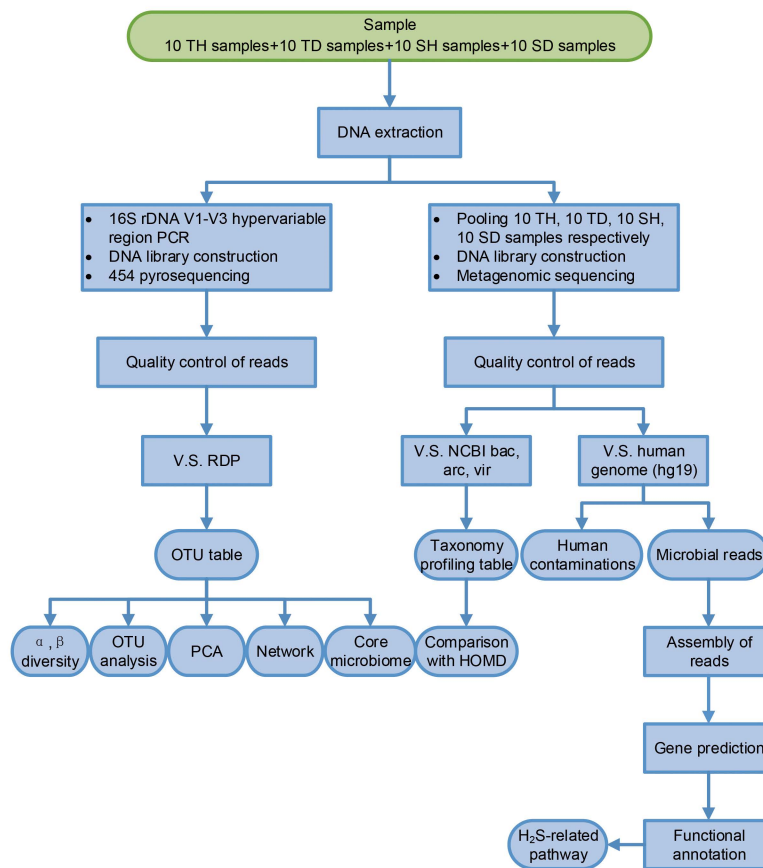 Sample
10 TH samples+10 TD samples+10 SH samples+10 SD samples
DNA extraction
• 16S rDNA V1-V3 hypervariable
region PCR
• DNA library construction
• 454 pyrosequencing
• Pooling 10 TH, 10 TD, 10 SH,
10 SD samples respectively
• DNA library construction
• Metagenomic sequencing
Quality control of reads
Quality control of reads
V.S. RDP
V.S. NCBI bac,
arc, vir
V.S. human
genome (hg19)
OTU table
Taxonomy
profiling table
Human
contaminations
Microbial reads
α, β
diversity
OTU
analysis
PCA
Network
Core
microbiome
Comparison
with HOMD
Assembly
of reads
Gene prediction
Functional
annotation
H₂S-related
pathway